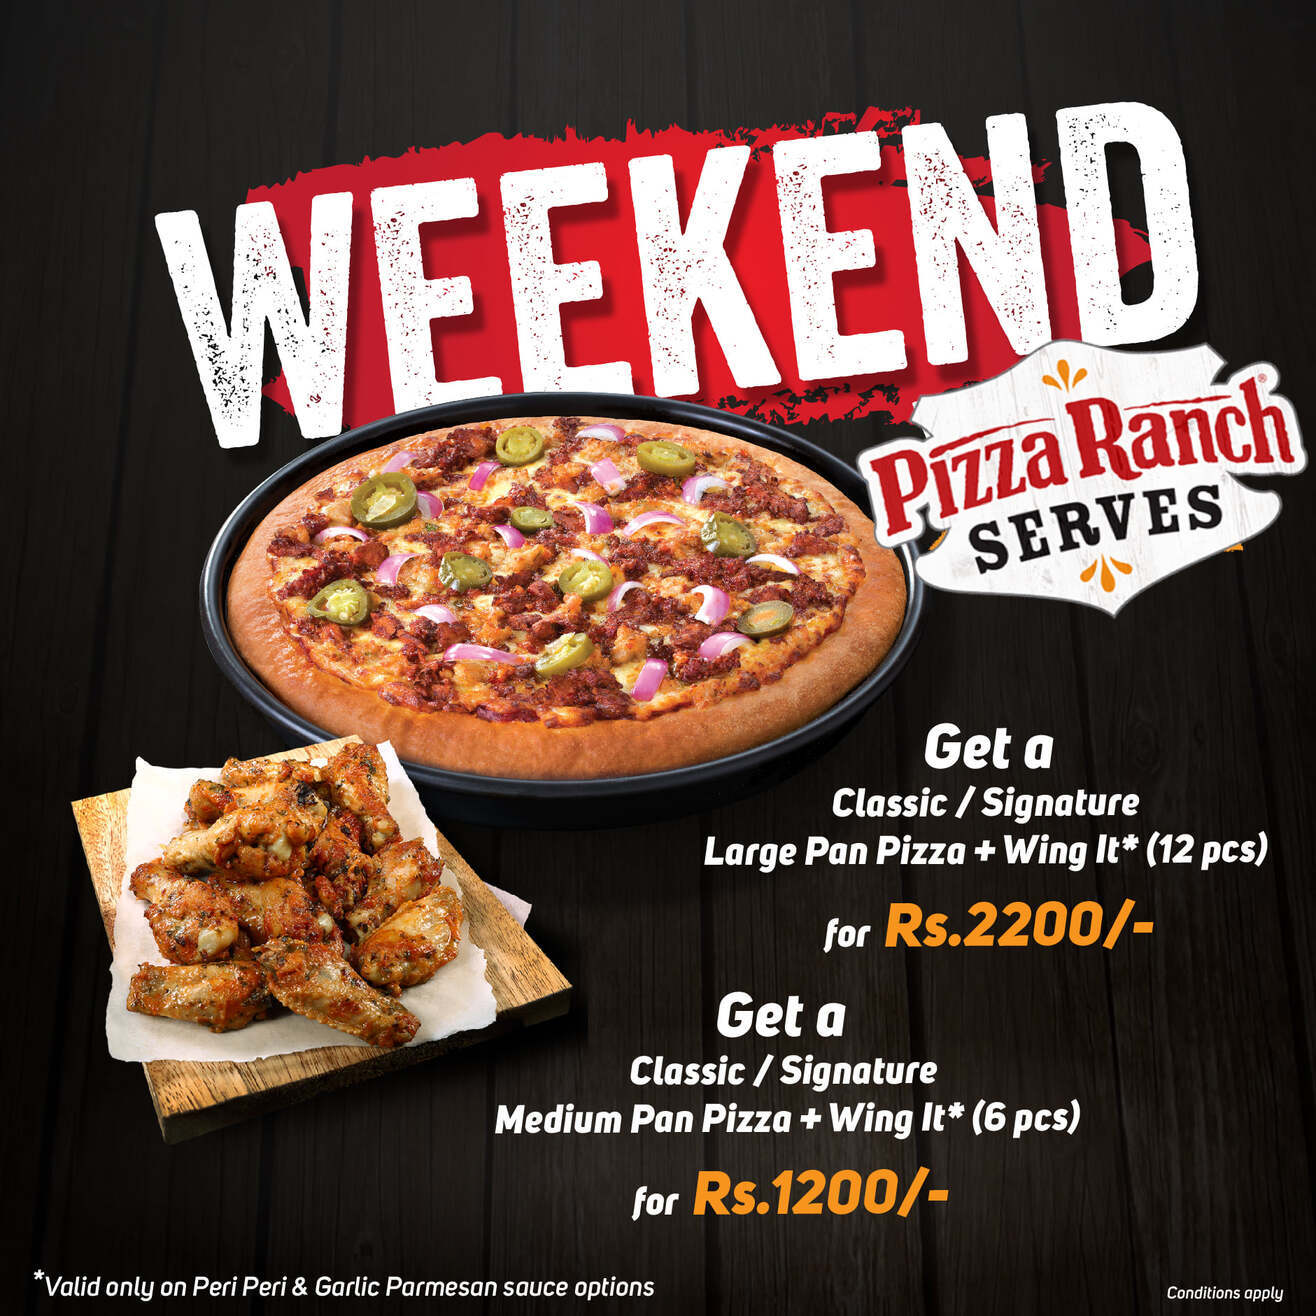 WEEKEND
Pizza Ranch®
SERVES
Get a
Classic / Signature
Large Pan Pizza + Wing It* (12 pcs)
for Rs.2200/-
Get a
Classic / Signature
Medium Pan Pizza + Wing It* (6 pcs)
for Rs.1200/-
*Valid only on Peri Peri & Garlic Parmesan sauce options
Conditions apply